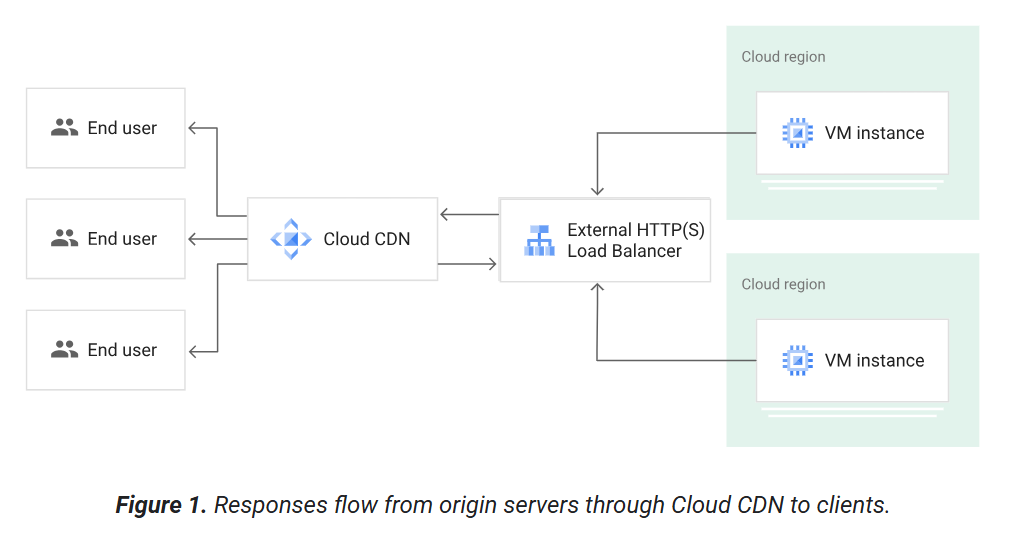 Cloud region
VM instance
End user
End user
Cloud CDN
External HTTP(S)
Load Balancer
Cloud region
End user
VM instance
Figure 1. Responses flow from origin servers through Cloud CDN to clients.